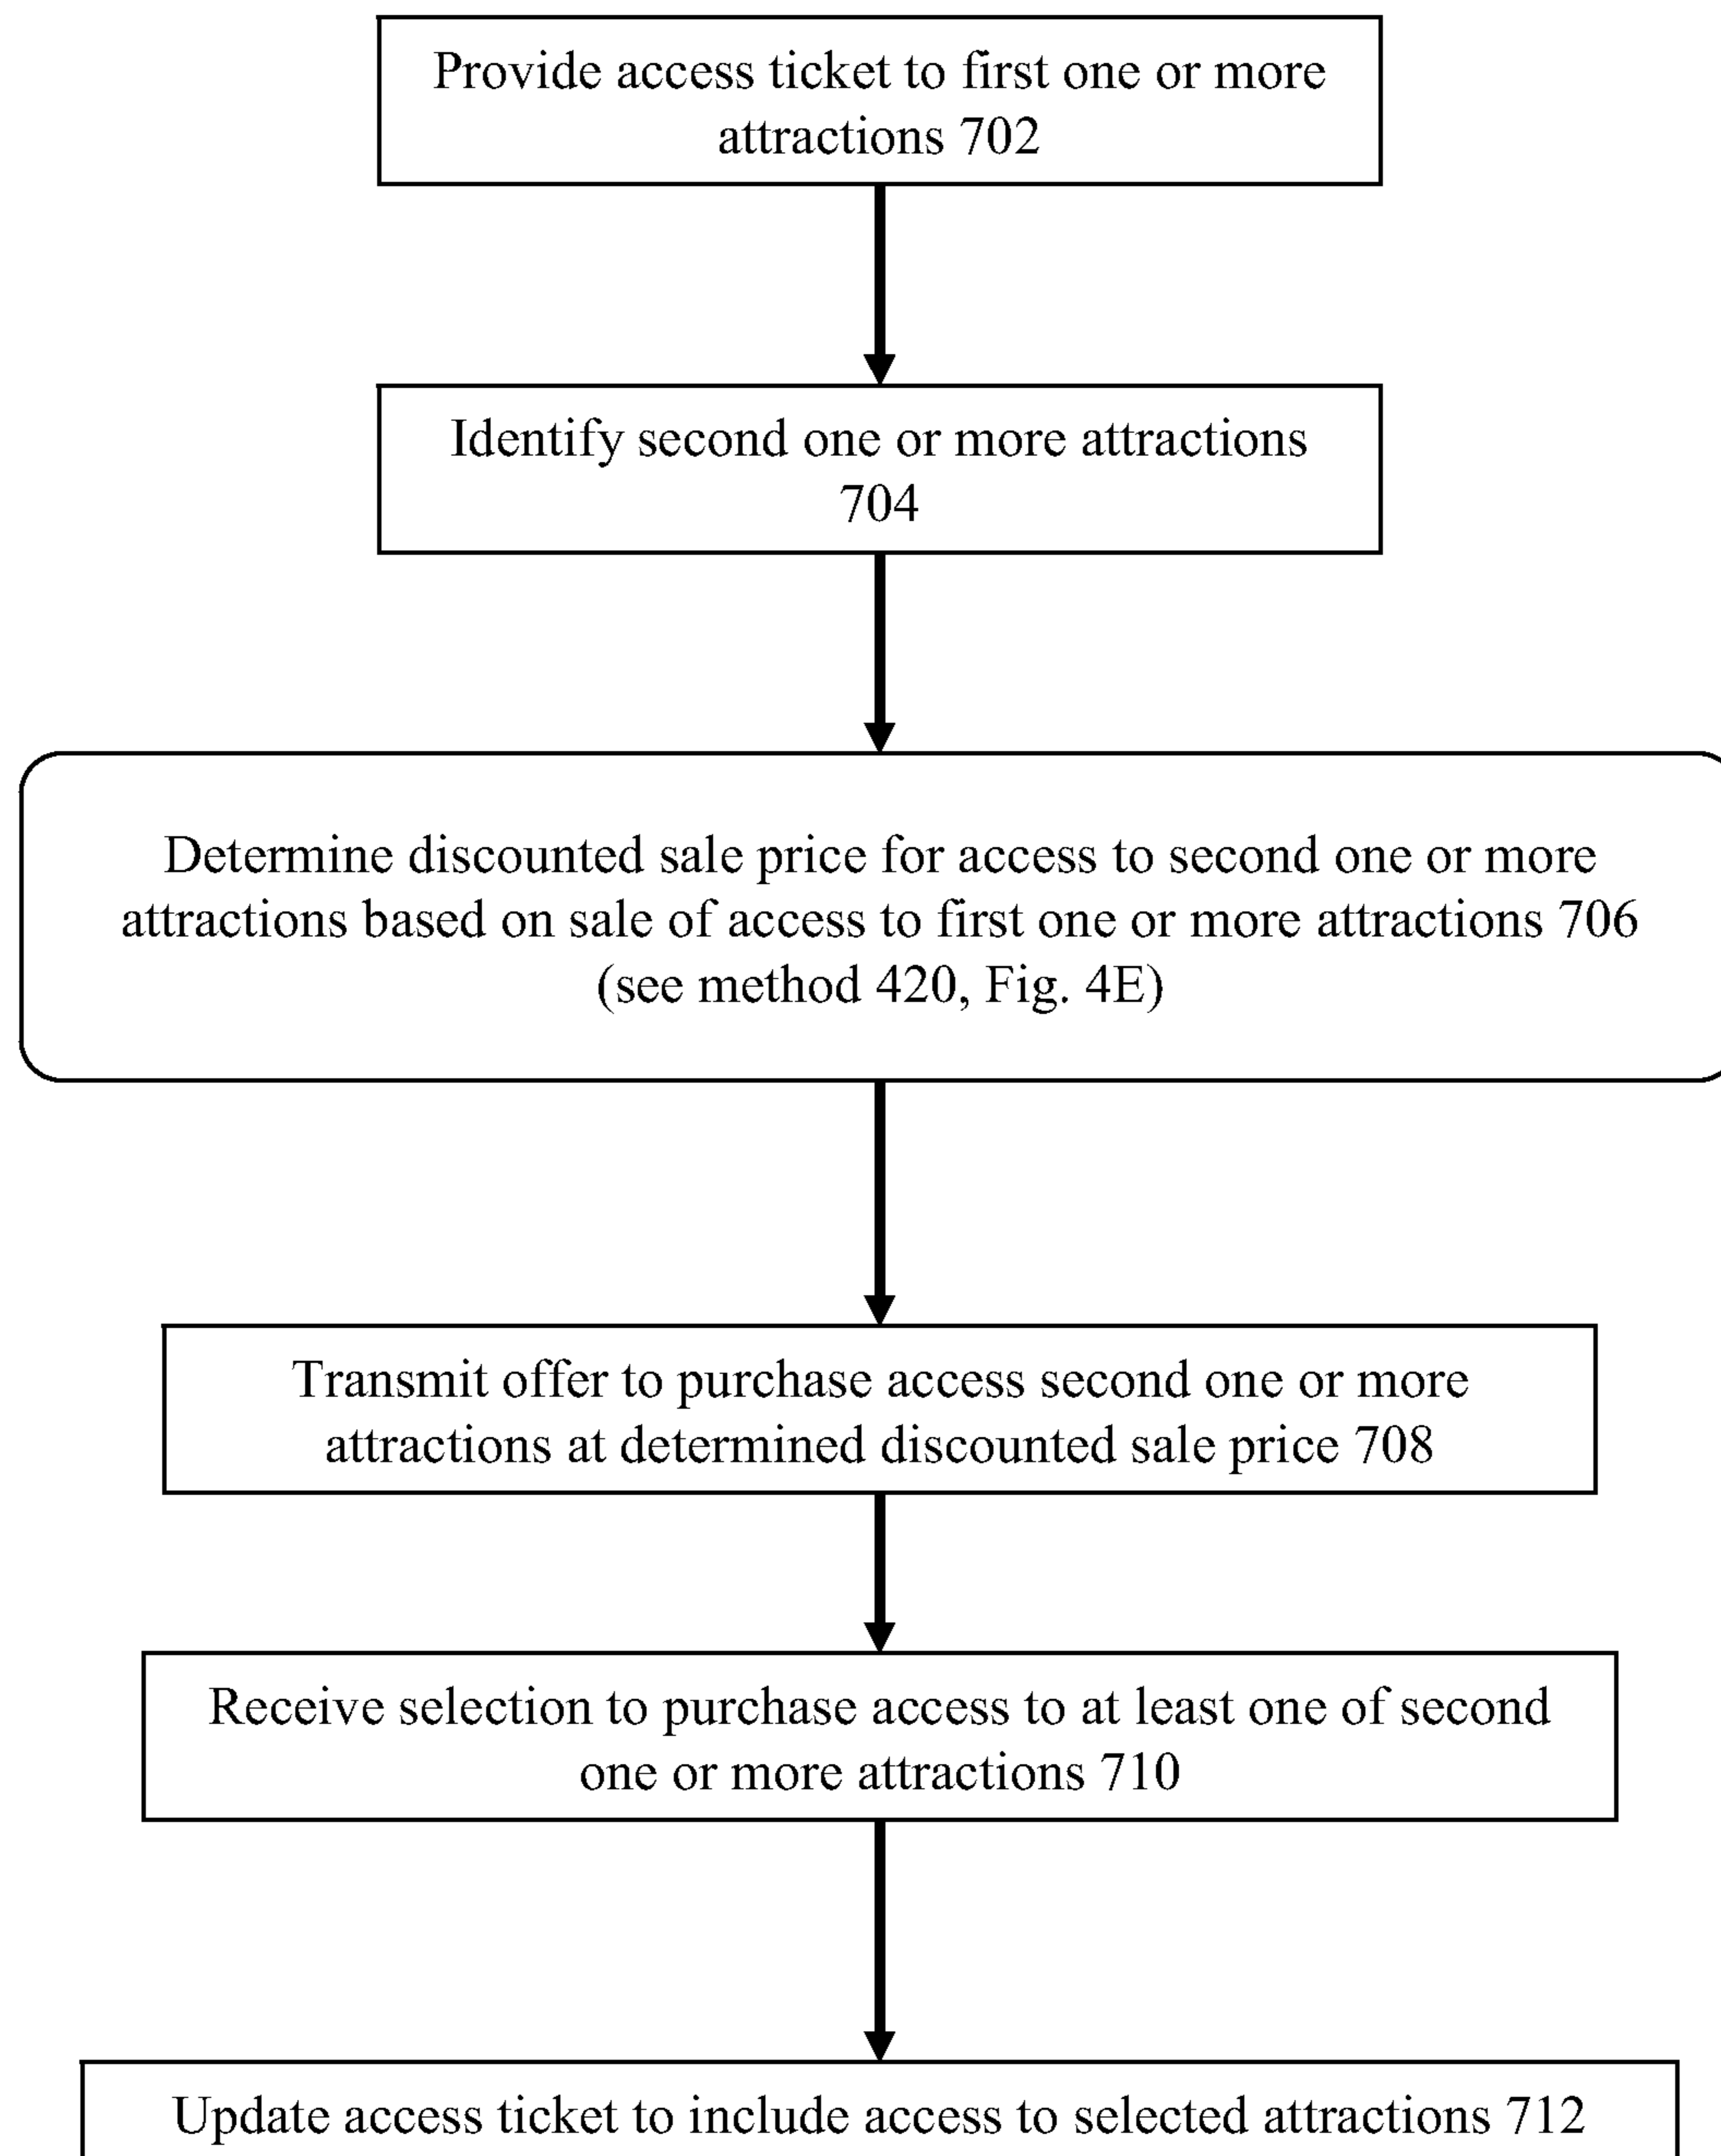 Provide access ticket to first one or more
attractions 702
Identify second one or more attractions
704
Determine discounted sale price for access to second one or more
attractions based on sale of access to first one or more attractions 706
(see method 420, Fig. 4E)
Transmit offer to purchase access second one or more
attractions at determined discounted sale price 708
Receive selection to purchase access to at least one of second
one or more attractions 710
Update access ticket to include access to selected attractions 712